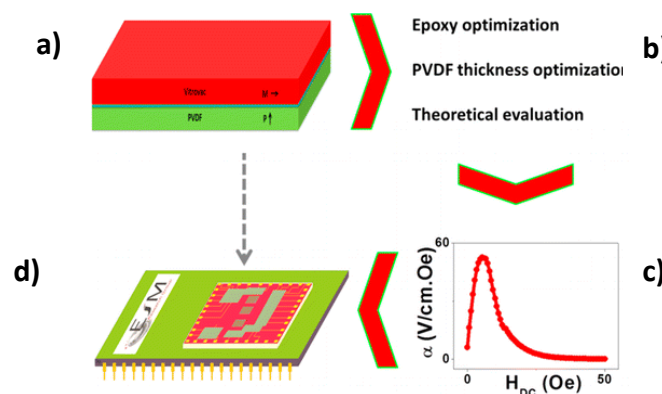 a)
Vitrovac M →
PVDF P ↑
Epoxy optimization
PVDF thickness optimization
Theoretical evaluation
b)
d)
c)
α (V/cm.Oe)
60
0
0 50
H_DC (Oe)